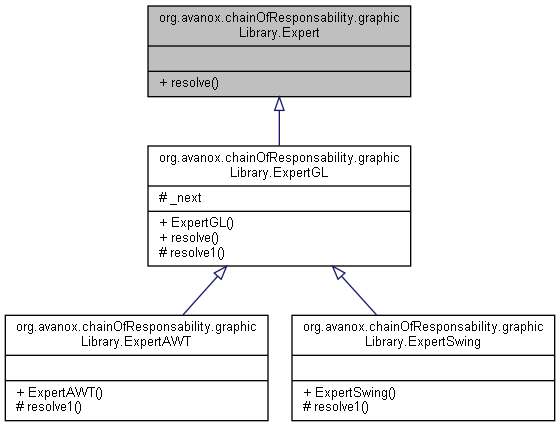 org.avanox.chainOfResponsability.graphic
Library.Expert
+ resolve()
org.avanox.chainOfResponsability.graphic
Library.ExpertGL
# _next
+ ExpertGL()
+ resolve()
# resolve1()
org.avanox.chainOfResponsability.graphic
Library.ExpertAWT
+ ExpertAWT()
# resolve1()
org.avanox.chainOfResponsability.graphic
Library.ExpertSwing
+ ExpertSwing()
# resolve1()